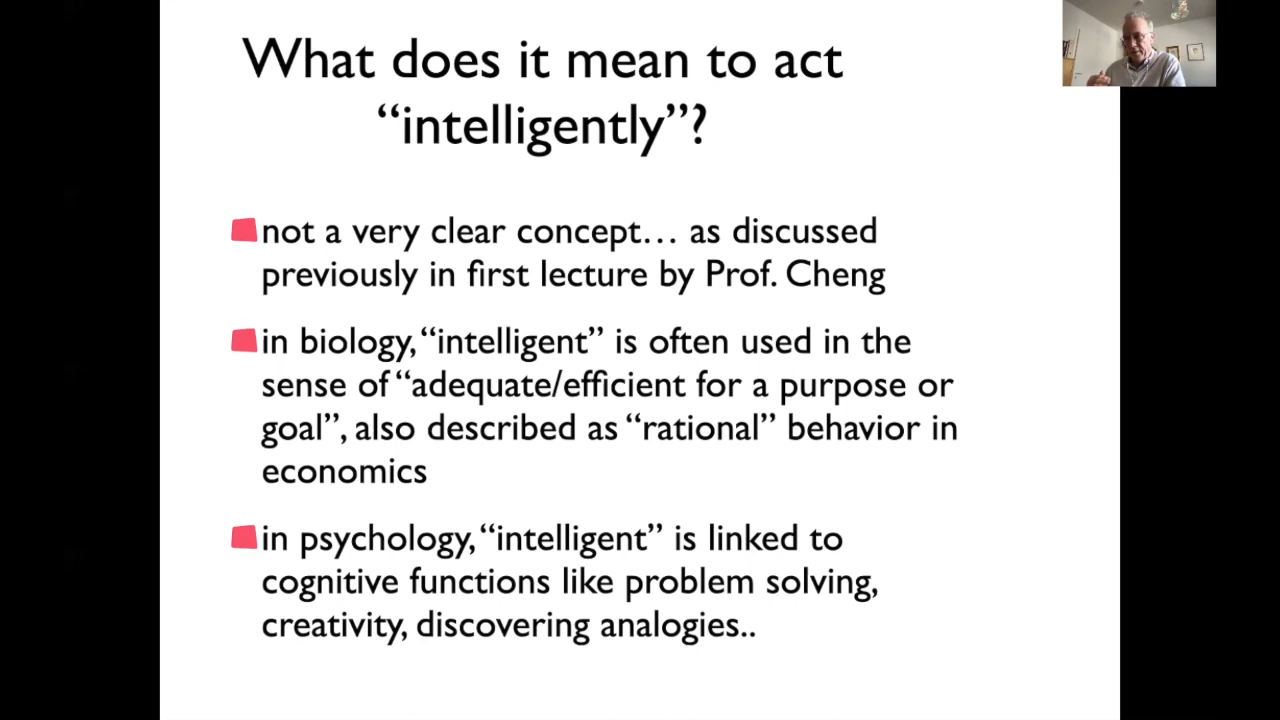 What does it mean to act
“intelligently”?
not a very clear concept… as discussed
previously in first lecture by Prof. Cheng
in biology, “intelligent” is often used in the
sense of “adequate/efficient for a purpose or
goal”, also described as “rational” behavior in
economics
in psychology, “intelligent” is linked to
cognitive functions like problem solving,
creativity, discovering analogies..